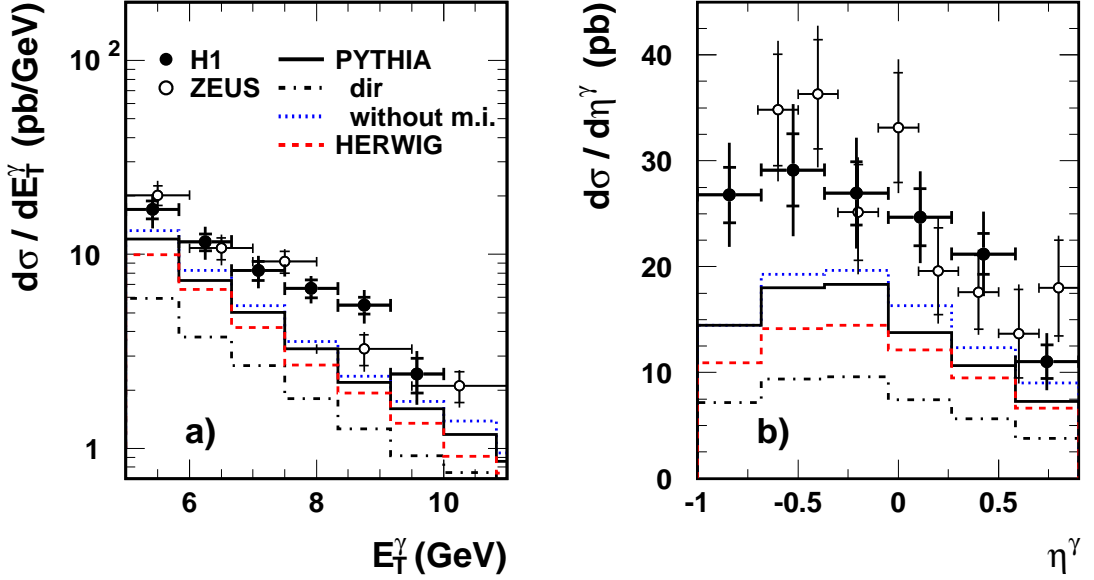 dσ / dE_T^γ (pb/GeV)
10^2
10
1
H1
ZEUS
PYTHIA
dir
without m.i.
HERWIG
a)
6 8 10
E_T^γ (GeV)
dσ / dη^γ (pb)
40
30
20
10
0
b)
-1 -0.5 0 0.5
η^γ